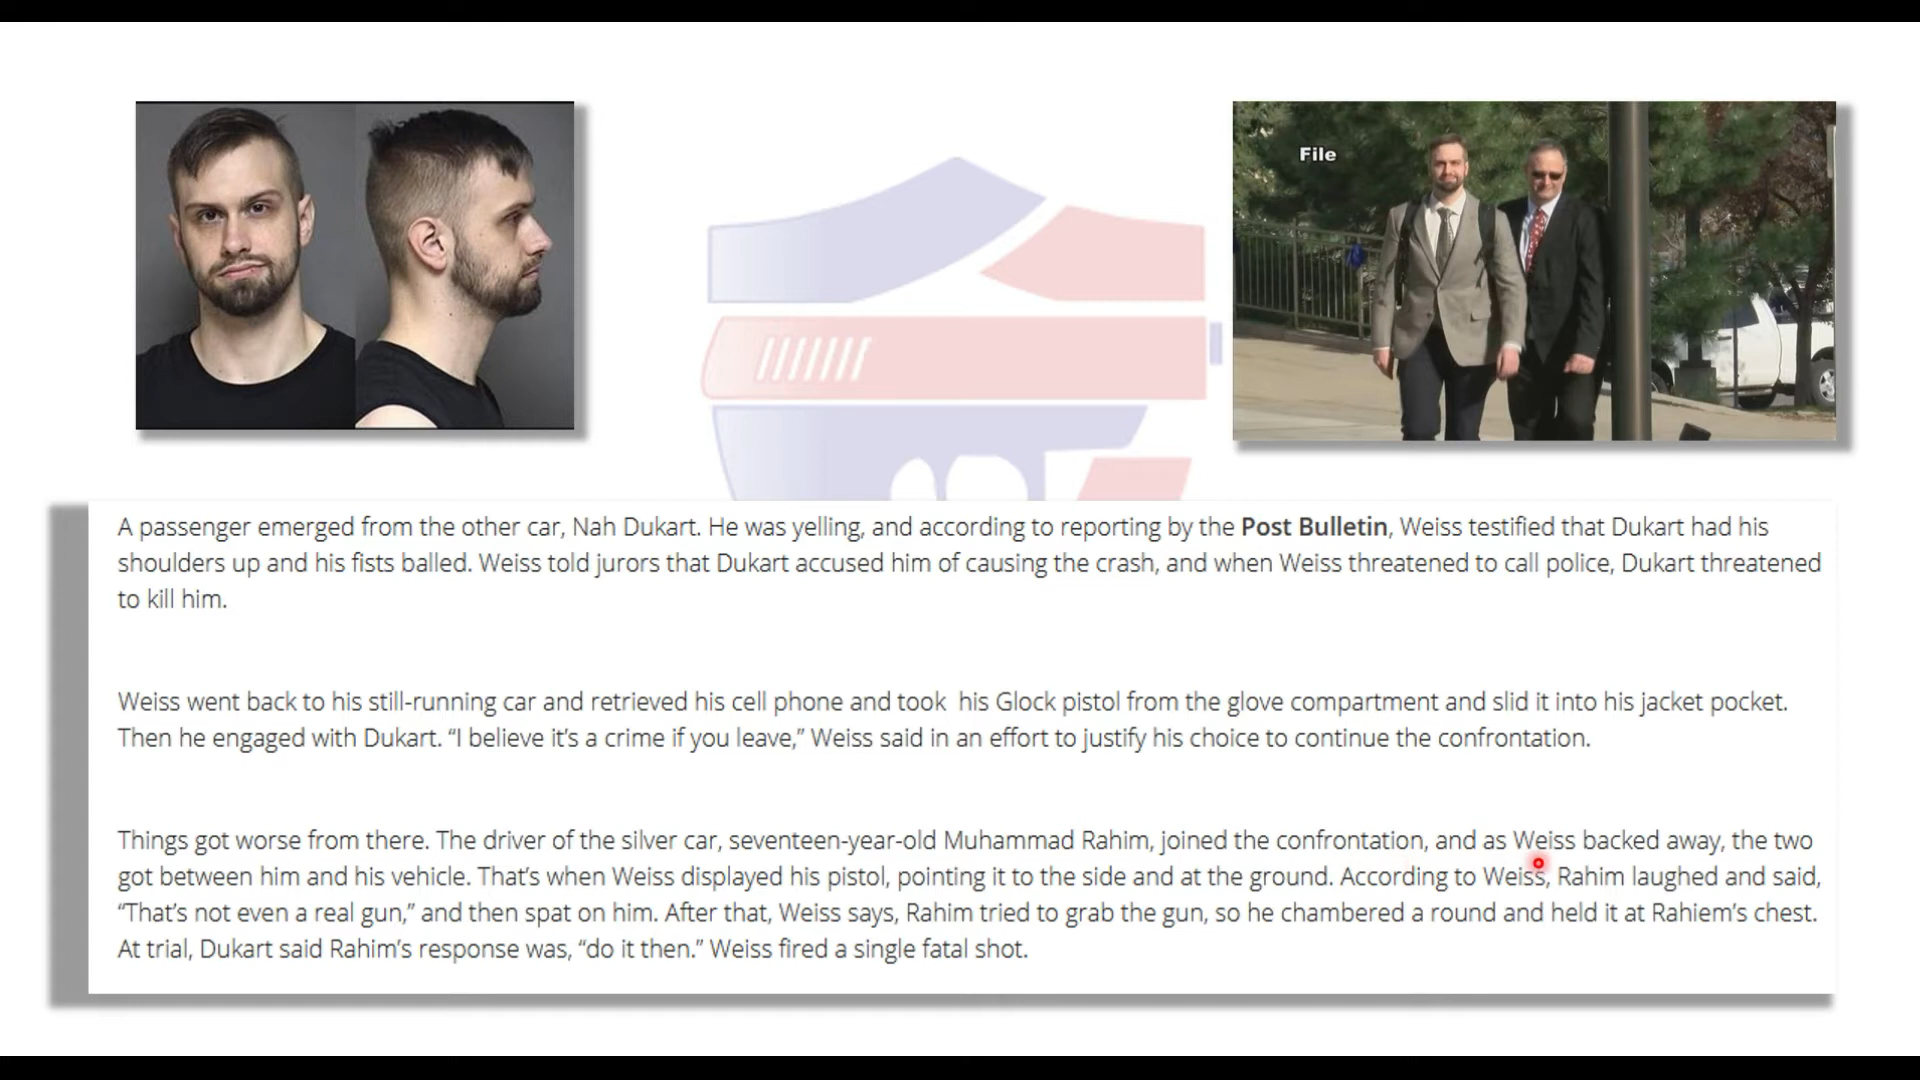 File
A passenger emerged from the other car, Nah Dukart. He was yelling, and according to reporting by the Post Bulletin, Weiss testified that Dukart had his
shoulders up and his fists balled. Weiss told jurors that Dukart accused him of causing the crash, and when Weiss threatened to call police, Dukart threatened
to kill him.
Weiss went back to his still-running car and retrieved his cell phone and took  his Glock pistol from the glove compartment and slid it into his jacket pocket.
Then he engaged with Dukart. “I believe it’s a crime if you leave,” Weiss said in an effort to justify his choice to continue the confrontation.
Things got worse from there. The driver of the silver car, seventeen-year-old Muhammad Rahim, joined the confrontation, and as Weiss backed away, the two
got between him and his vehicle. That’s when Weiss displayed his pistol, pointing it to the side and at the ground. According to Weiss, Rahim laughed and said,
“That’s not even a real gun,” and then spat on him. After that, Weiss says, Rahim tried to grab the gun, so he chambered a round and held it at Rahiem’s chest.
At trial, Dukart said Rahim’s response was, “do it then.” Weiss fired a single fatal shot.